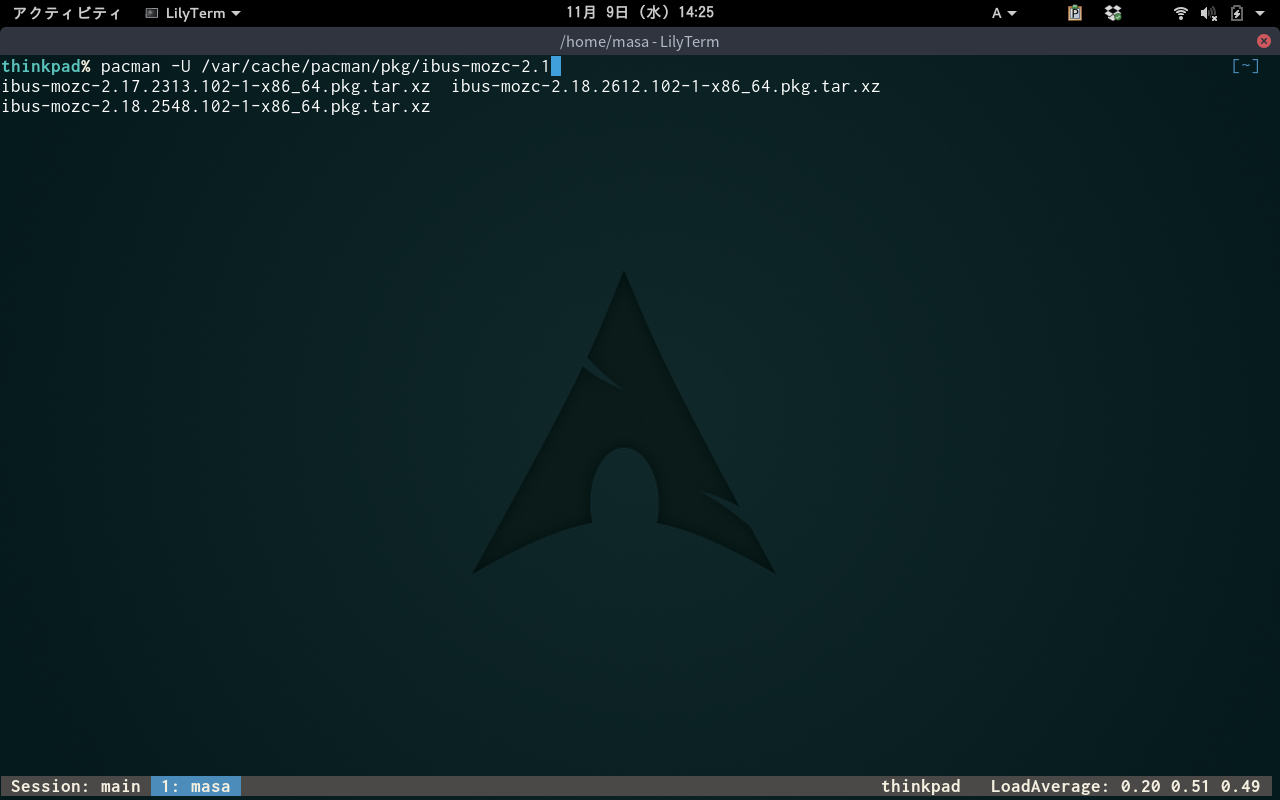 アクティビティ LilyTerm 11月 9日 (水) 14:25 A
/home/masa - LilyTerm
thinkpad% pacman -U /var/cache/pacman/pkg/ibus-mozc-2.1 [~]
ibus-mozc-2.17.2313.102-1-x86_64.pkg.tar.xz ibus-mozc-2.18.2612.102-1-x86_64.pkg.tar.xz
ibus-mozc-2.18.2548.102-1-x86_64.pkg.tar.xz
Session: main 1: masa thinkpad LoadAverage: 0.20 0.51 0.49